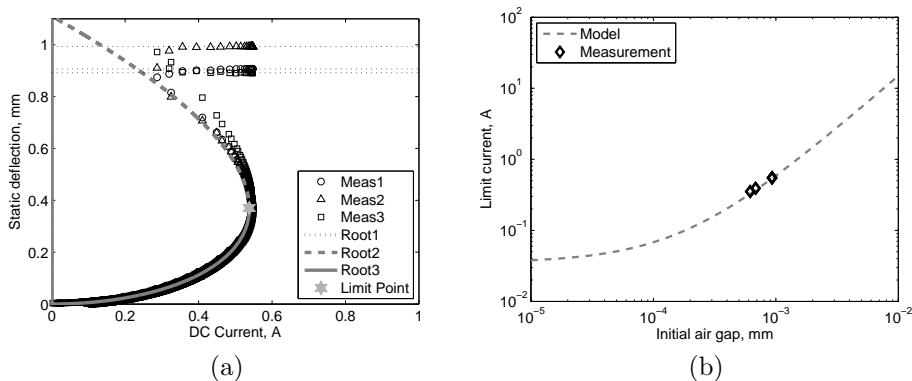 1
0.8
0.6
0.4
0.2
0
0
0.2
0.4
0.6
0.8
1
Static deflection, mm
DC Current, A
Meas1
Meas2
Meas3
Root1
Root2
Root3
Limit Point
(a)
10^2
10^1
10^0
10^-1
10^-2
10^-5
10^-4
10^-3
10^-2
Limit current, A
Initial air gap, mm
Model
Measurement
(b)